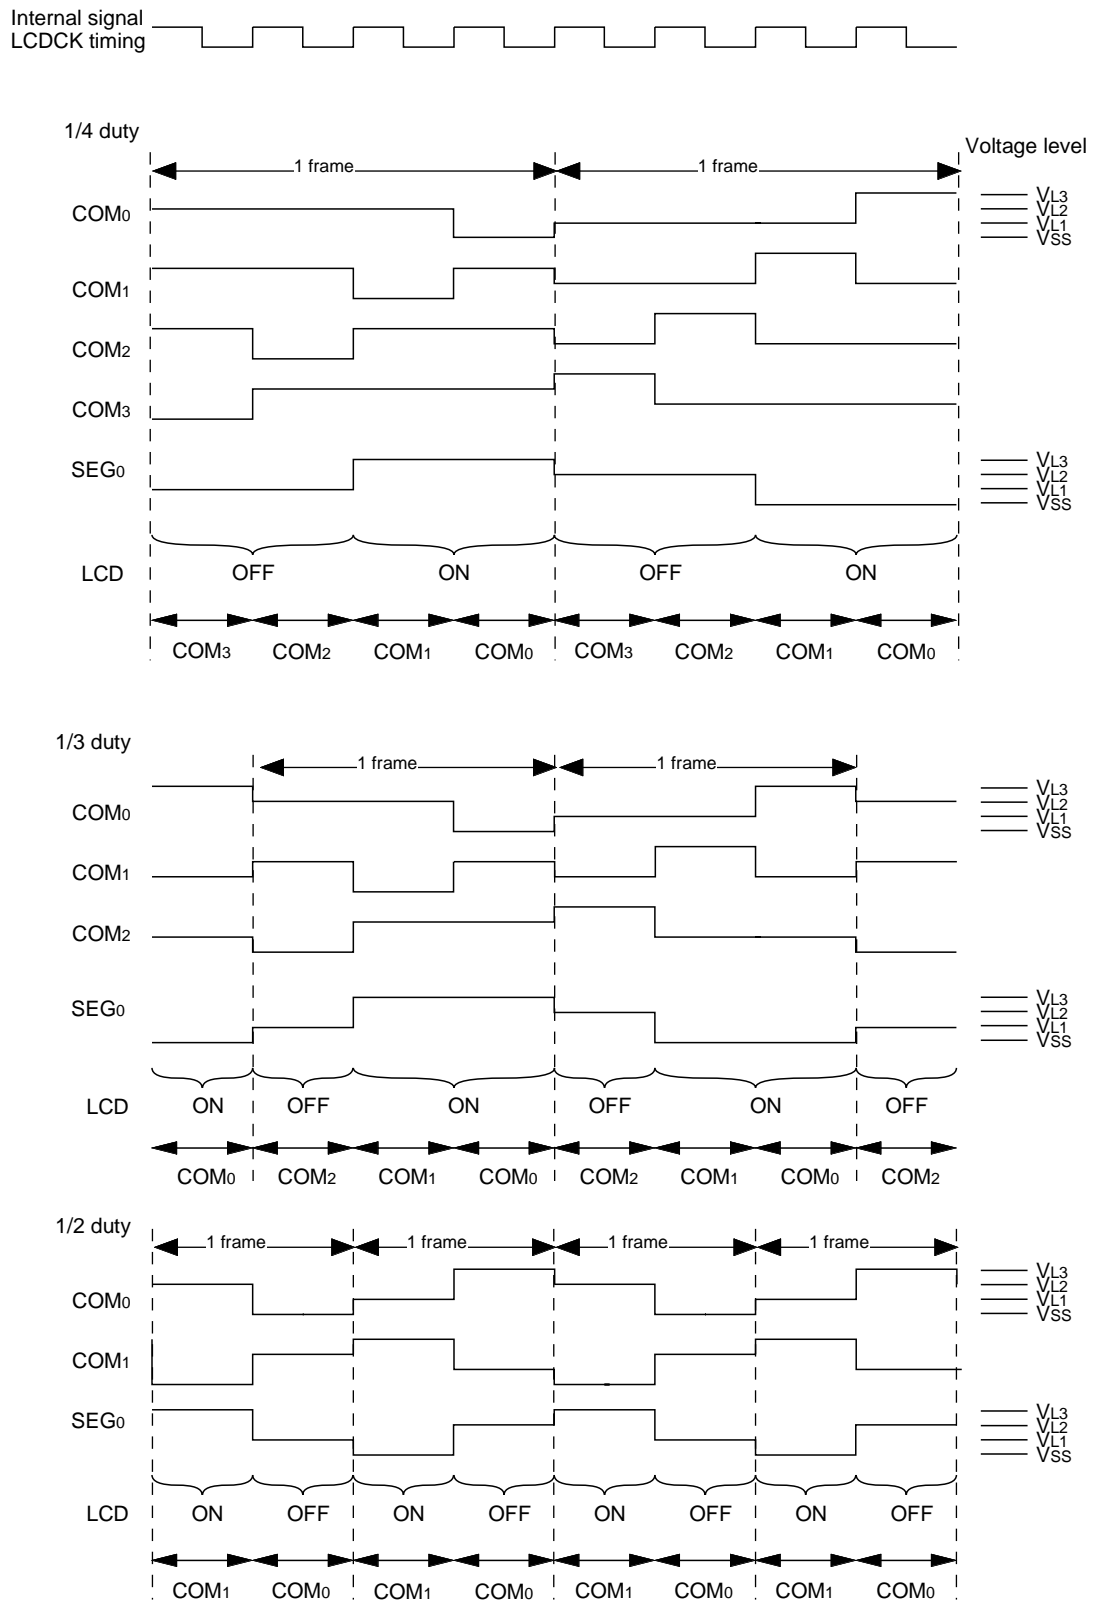 Internal signal
LCDCK timing
1/4 duty
Voltage level
1 frame 1 frame
COM0
VL3
VL2
VL1
VSS
COM1
COM2
COM3
SEG0
VL3
VL2
VL1
VSS
LCD OFF ON OFF ON
COM3 COM2 COM1 COM0 COM3 COM2 COM1 COM0
1/3 duty
1 frame 1 frame
COM0
VL3
VL2
VL1
VSS
COM1
COM2
SEG0
VL3
VL2
VL1
VSS
LCD ON OFF ON OFF ON OFF
COM0 COM2 COM1 COM0 COM2 COM1 COM0 COM2
1/2 duty
1 frame 1 frame 1 frame 1 frame
COM0
VL3
VL2
VL1
VSS
COM1
SEG0
VL3
VL2
VL1
VSS
LCD ON OFF ON OFF ON OFF ON OFF
COM1 COM0 COM1 COM0 COM1 COM0 COM1 COM0